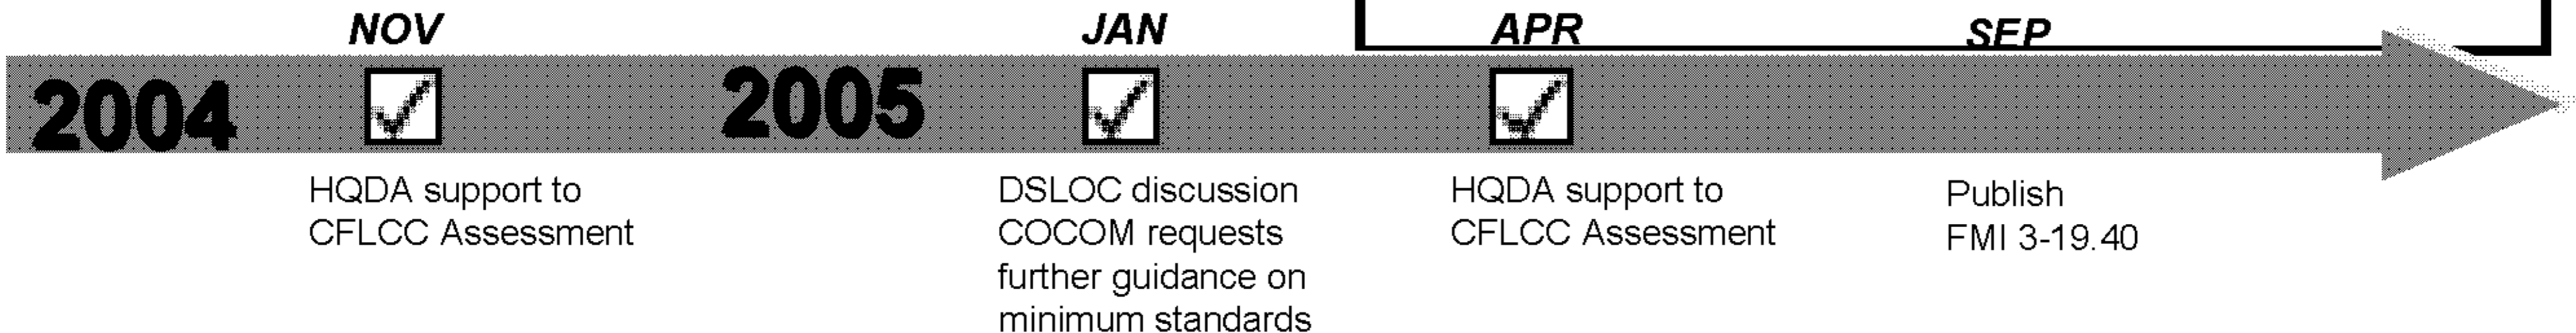 NOV
JAN
APR
SEP
2004
2005
HQDA support to
CFLCC Assessment
DSLOC discussion
COCOM requests
further guidance on
minimum standards
HQDA support to
CFLCC Assessment
Publish
FMI 3-19.40